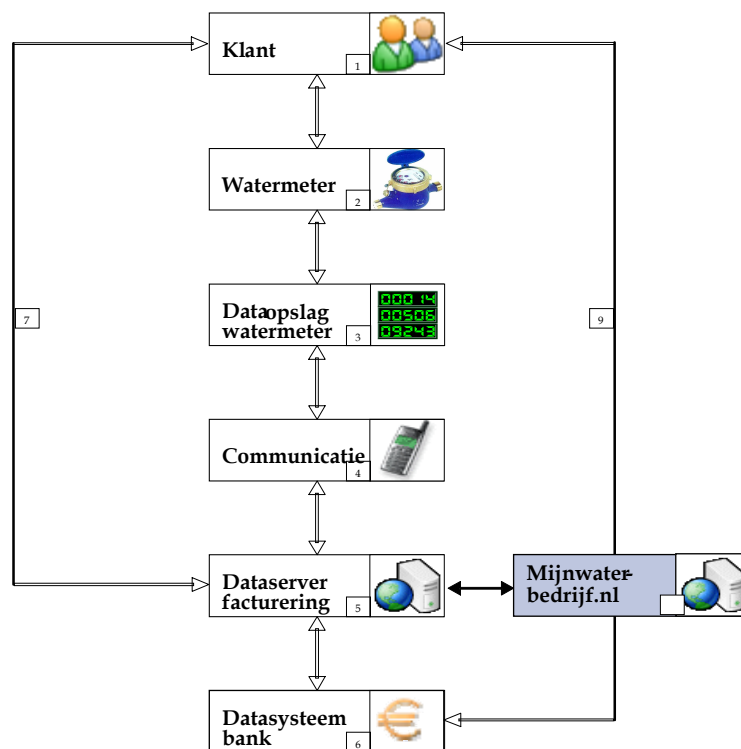 Klant
1
Watermeter
2
Dataopslag
watermeter
3
00014
00506
09243
7
9
Communicatie
4
Dataserver
facturering
5
Mijnwater-
bedrijf.nl
Datasysteem
bank
6